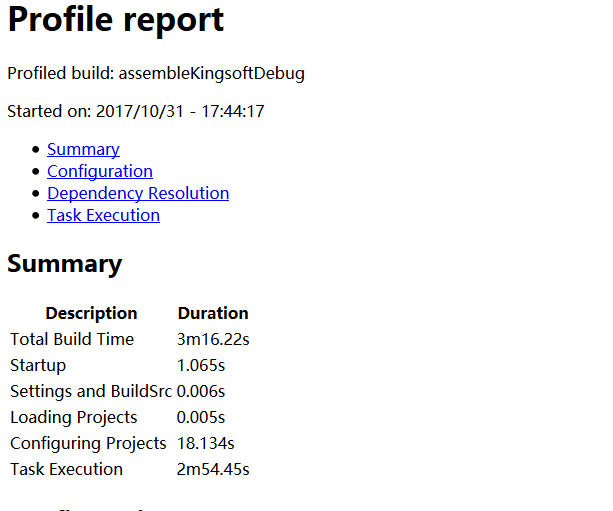 Profile report
Profiled build: assembleKingsoftDebug
Started on: 2017/10/31 - 17:44:17
Summary
Configuration
Dependency Resolution
Task Execution
Summary
Description Duration
Total Build Time 3m16.22s
Startup 1.065s
Settings and BuildSrc 0.006s
Loading Projects 0.005s
Configuring Projects 18.134s
Task Execution 2m54.45s